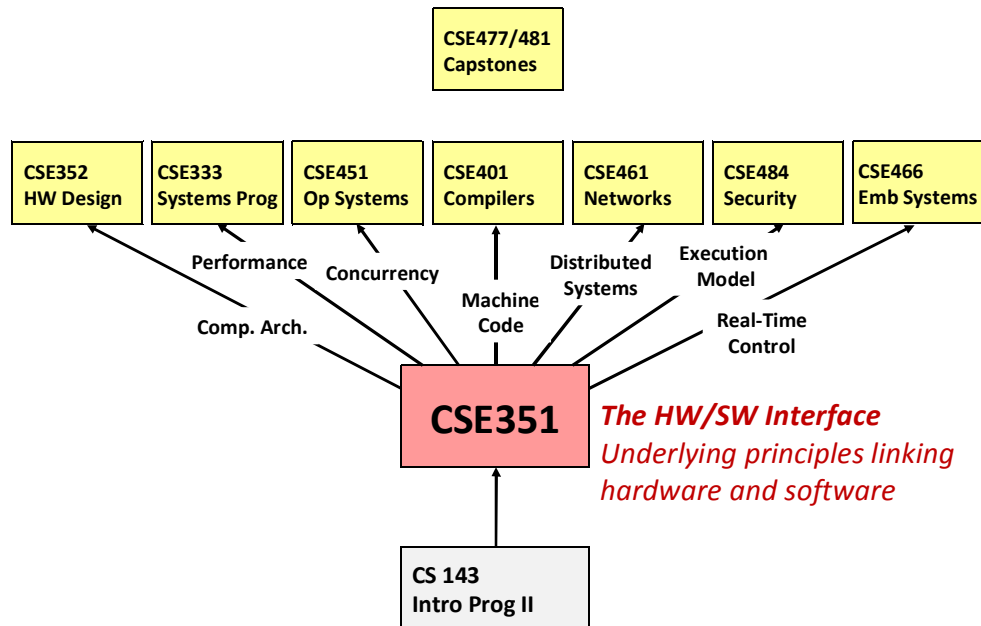 CSE477/481
Capstones
CSE352
HW Design
CSE333
Systems Prog
CSE451
Op Systems
CSE401
Compilers
CSE461
Networks
CSE484
Security
CSE466
Emb Systems
Performance
Concurrency
Distributed
Systems
Execution
Model
Comp. Arch.
Machine
Code
Real-Time
Control
CSE351
The HW/SW Interface
Underlying principles linking
hardware and software
CS 143
Intro Prog II